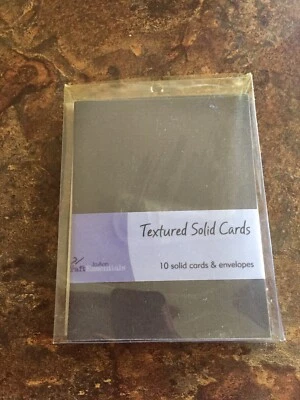 Textured Solid Cards
10 solid cards & envelopes